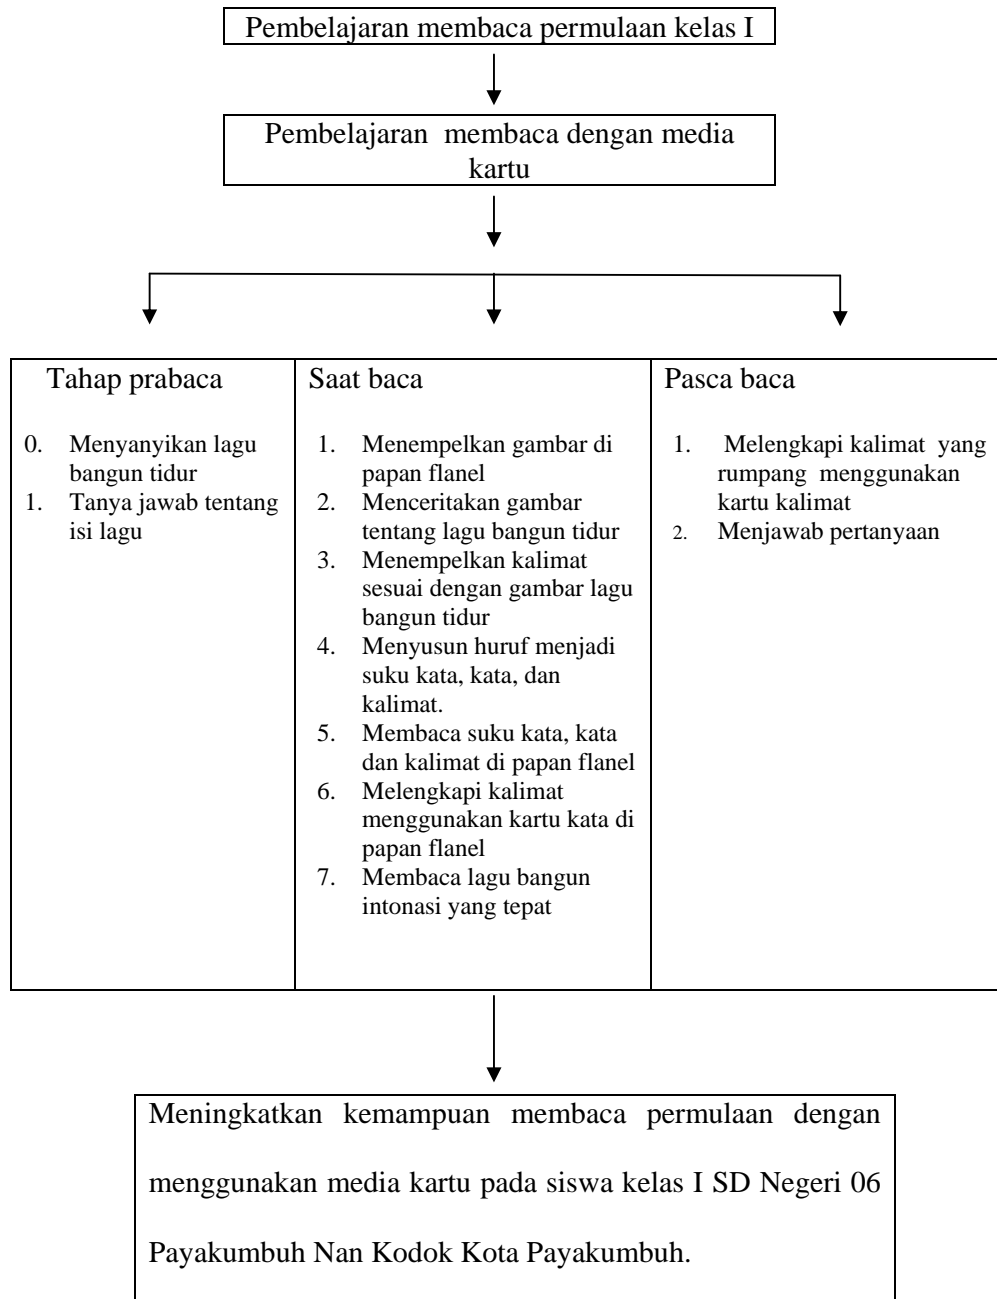 Pembelajaran membaca permulaan kelas I
Pembelajaran membaca dengan media
kartu
Tahap prabaca
0. Menyanyikan lagu
bangun tidur
1. Tanya jawab tentang
isi lagu
Saat baca
1. Menempelkan gambar di
papan flanel
2. Menceritakan gambar
tentang lagu bangun tidur
3. Menempelkan kalimat
sesuai dengan gambar lagu
bangun tidur
4. Menyusun huruf menjadi
suku kata, kata, dan
kalimat.
5. Membaca suku kata, kata
dan kalimat di papan flanel
6. Melengkapi kalimat
menggunakan kartu kata di
papan flanel
7. Membaca lagu bangun
intonasi yang tepat
Pasca baca
1. Melengkapi kalimat yang
rumpang menggunakan
kartu kalimat
2. Menjawab pertanyaan
Meningkatkan kemampuan membaca permulaan dengan
menggunakan media kartu pada siswa kelas I SD Negeri 06
Payakumbuh Nan Kodok Kota Payakumbuh.